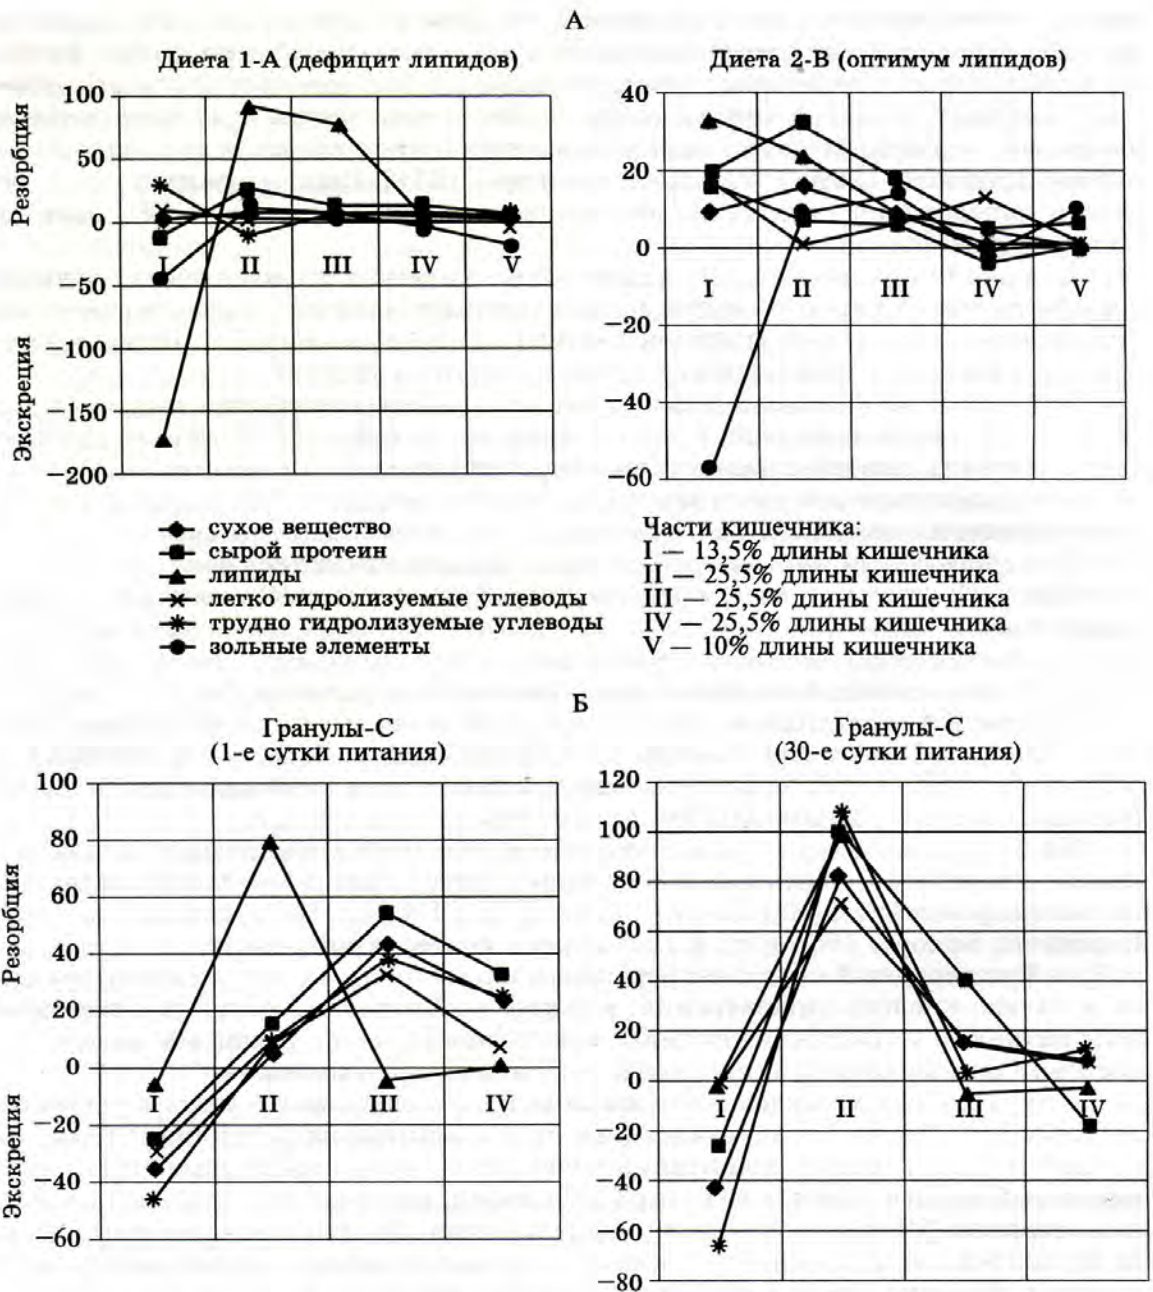 А
Диета 1-А (дефицит липидов)
Резорбция
Экскреция
100
50
0
−50
−100
−150
−200
I II III IV V
Диета 2-В (оптимум липидов)
40
20
0
−20
−40
−60
I II III IV V
сухое вещество
сырой протеин
липиды
легко гидролизуемые углеводы
трудно гидролизуемые углеводы
зольные элементы
Части кишечника:
I — 13,5% длины кишечника
II — 25,5% длины кишечника
III — 25,5% длины кишечника
IV — 25,5% длины кишечника
V — 10% длины кишечника
Б
Гранулы-С
(1-е сутки питания)
Резорбция
Экскреция
100
80
60
40
20
0
−20
−40
−60
I II III IV
Гранулы-С
(30-е сутки питания)
120
100
80
60
40
20
0
−20
−40
−60
−80
I II III IV